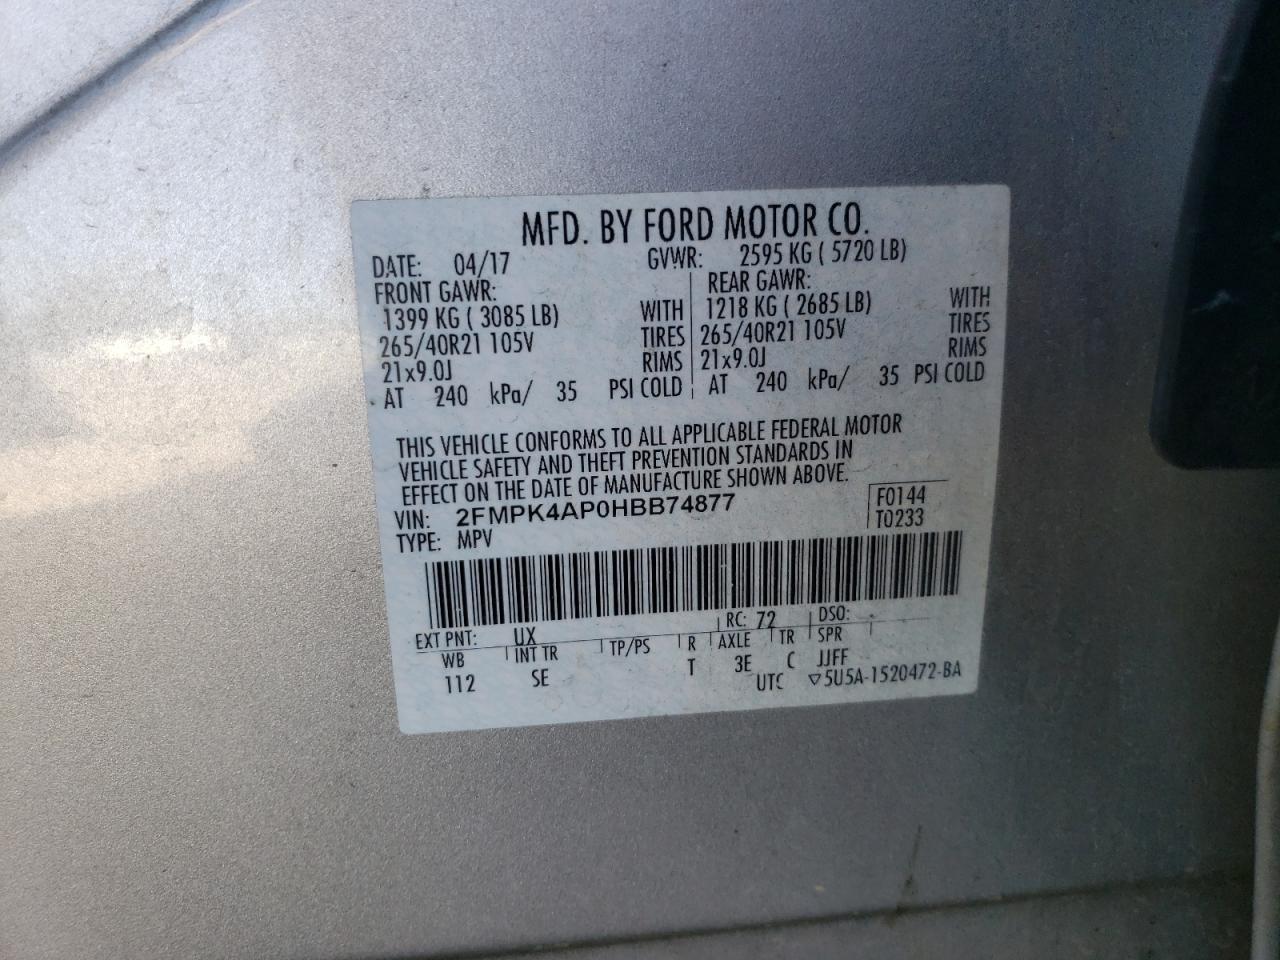 MFD. BY FORD MOTOR CO.
DATE: 04/17 GVWR: 2595 KG ( 5720 LB)
FRONT GAWR: REAR GAWR:
1399 KG ( 3085 LB) WITH 1218 KG ( 2685 LB) WITH
265/40R21 105V TIRES 265/40R21 105V TIRES
21x9.0J RIMS 21x9.0J RIMS
AT 240 kPa/ 35 PSI COLD AT 240 kPa/ 35 PSI COLD
THIS VEHICLE CONFORMS TO ALL APPLICABLE FEDERAL MOTOR
VEHICLE SAFETY AND THEFT PREVENTION STANDARDS IN
EFFECT ON THE DATE OF MANUFACTURE SHOWN ABOVE.
VIN: 2FMPK4AP0HBB74877 F0144
TYPE: MPV T0233
EXT PNT: UX RC: 72 DSO:
WB INT TR TP/PS R AXLE TR SPR
112 SE T 3E C JJFF
UTC ▽5U5A-1520472-BA